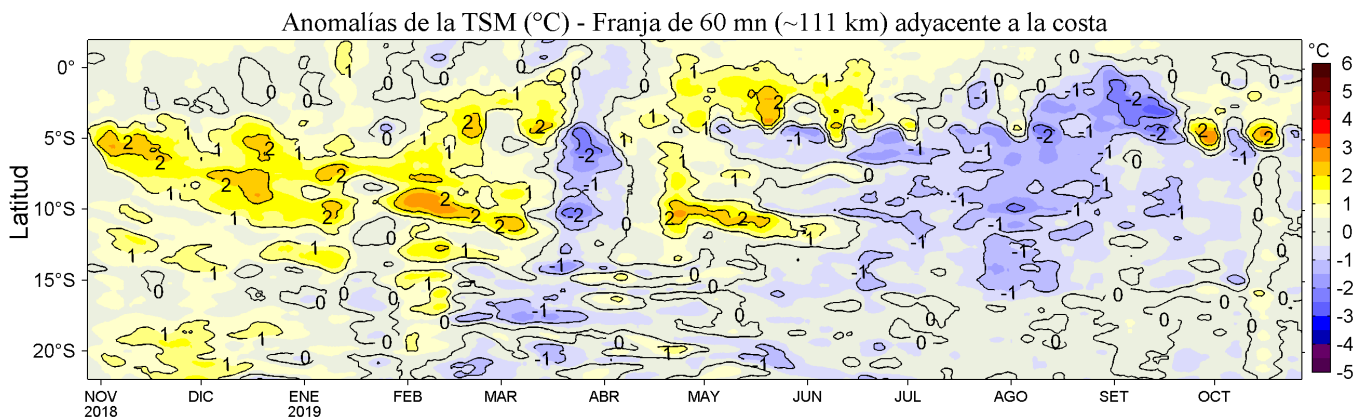 Anomalías de la TSM (°C) - Franja de 60 mn (~111 km) adyacente a la costa
°C
6
5
4
3
2
1
0
-1
-2
-3
-4
-5
Latitud
0°
5°S
10°S
15°S
20°S
NOV DIC ENE FEB MAR ABR MAY JUN JUL AGO SET OCT
2018 2019